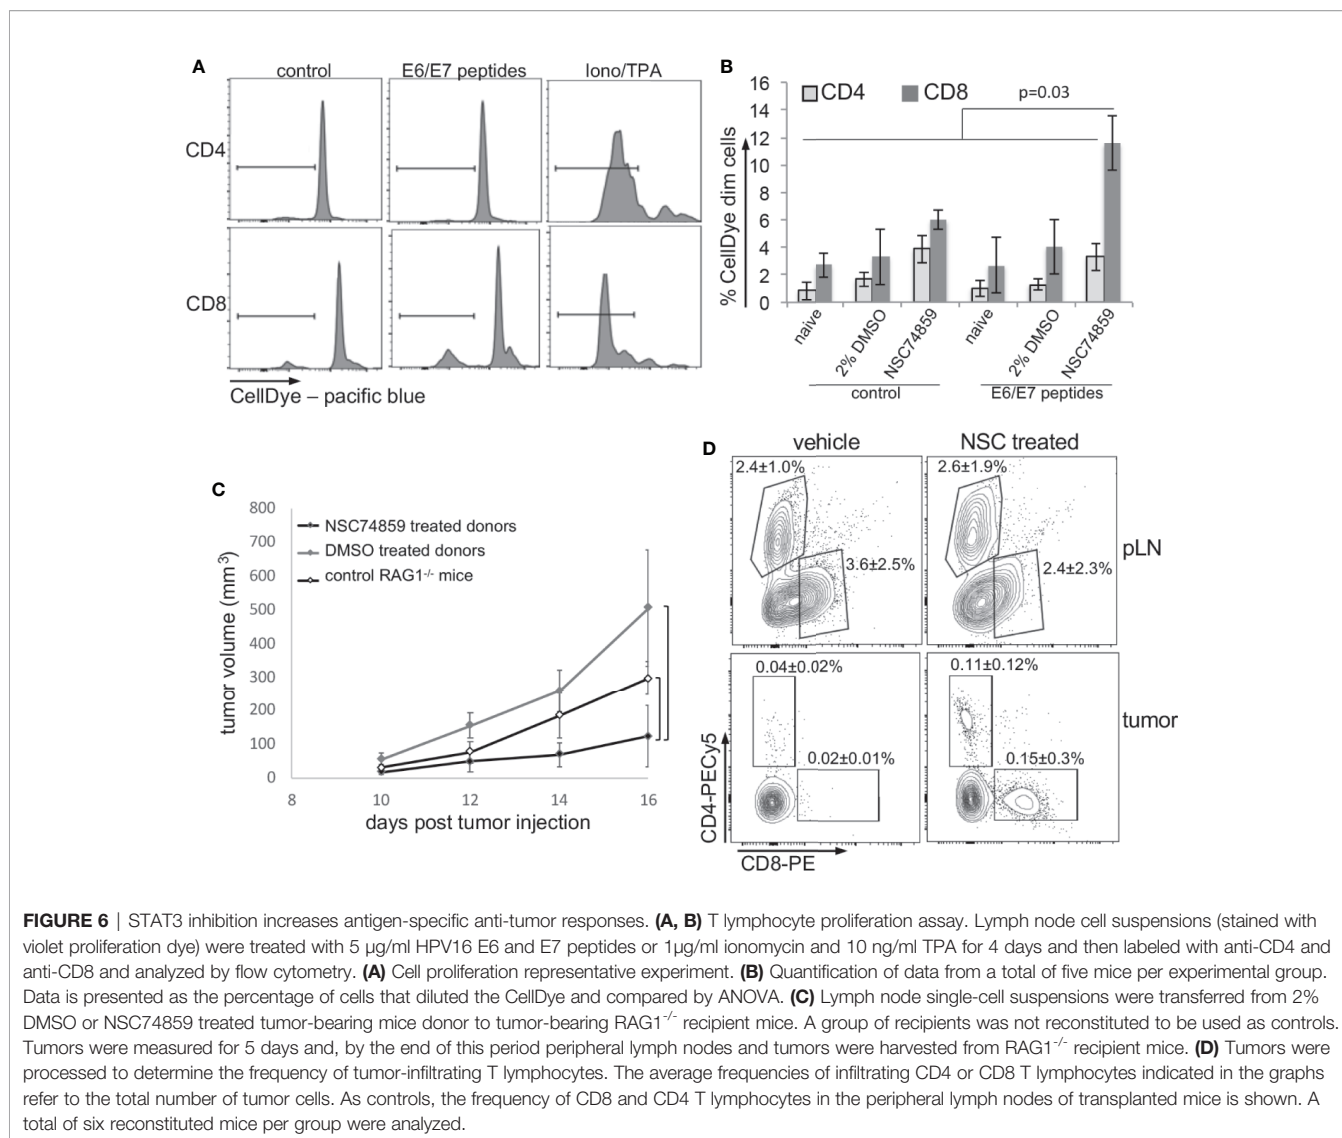 A
control
E6/E7 peptides
Iono/TPA
CD4
CD8
CellDye – pacific blue
B
16
14
12
10
8
6
4
2
0
% CellDye dim cells
CD4
CD8
p=0.03
naive
2% DMSO
NSC74859
naive
2% DMSO
NSC74859
control
E6/E7 peptides
C
800
700
600
500
400
300
200
100
0
tumor volume (mm³)
NSC74859 treated donors
DMSO treated donors
control RAG1-/- mice
8
10
12
14
16
days post tumor injection
D
vehicle
NSC treated
2.4±1.0%
2.6±1.9%
3.6±2.5%
2.4±2.3%
pLN
0.04±0.02%
0.11±0.12%
0.02±0.01%
0.15±0.3%
tumor
CD4-PECy5
CD8-PE
FIGURE 6 | STAT3 inhibition increases antigen-specific anti-tumor responses. (A, B) T lymphocyte proliferation assay. Lymph node cell suspensions (stained with
violet proliferation dye) were treated with 5 µg/ml HPV16 E6 and E7 peptides or 1µg/ml ionomycin and 10 ng/ml TPA for 4 days and then labeled with anti-CD4 and
anti-CD8 and analyzed by flow cytometry. (A) Cell proliferation representative experiment. (B) Quantification of data from a total of five mice per experimental group.
Data is presented as the percentage of cells that diluted the CellDye and compared by ANOVA. (C) Lymph node single-cell suspensions were transferred from 2%
DMSO or NSC74859 treated tumor-bearing mice donor to tumor-bearing RAG1-/- recipient mice. A group of recipients was not reconstituted to be used as controls.
Tumors were measured for 5 days and, by the end of this period peripheral lymph nodes and tumors were harvested from RAG1-/- recipient mice. (D) Tumors were
processed to determine the frequency of tumor-infiltrating T lymphocytes. The average frequencies of infiltrating CD4 or CD8 T lymphocytes indicated in the graphs
refer to the total number of tumor cells. As controls, the frequency of CD8 and CD4 T lymphocytes in the peripheral lymph nodes of transplanted mice is shown. A
total of six reconstituted mice per group were analyzed.